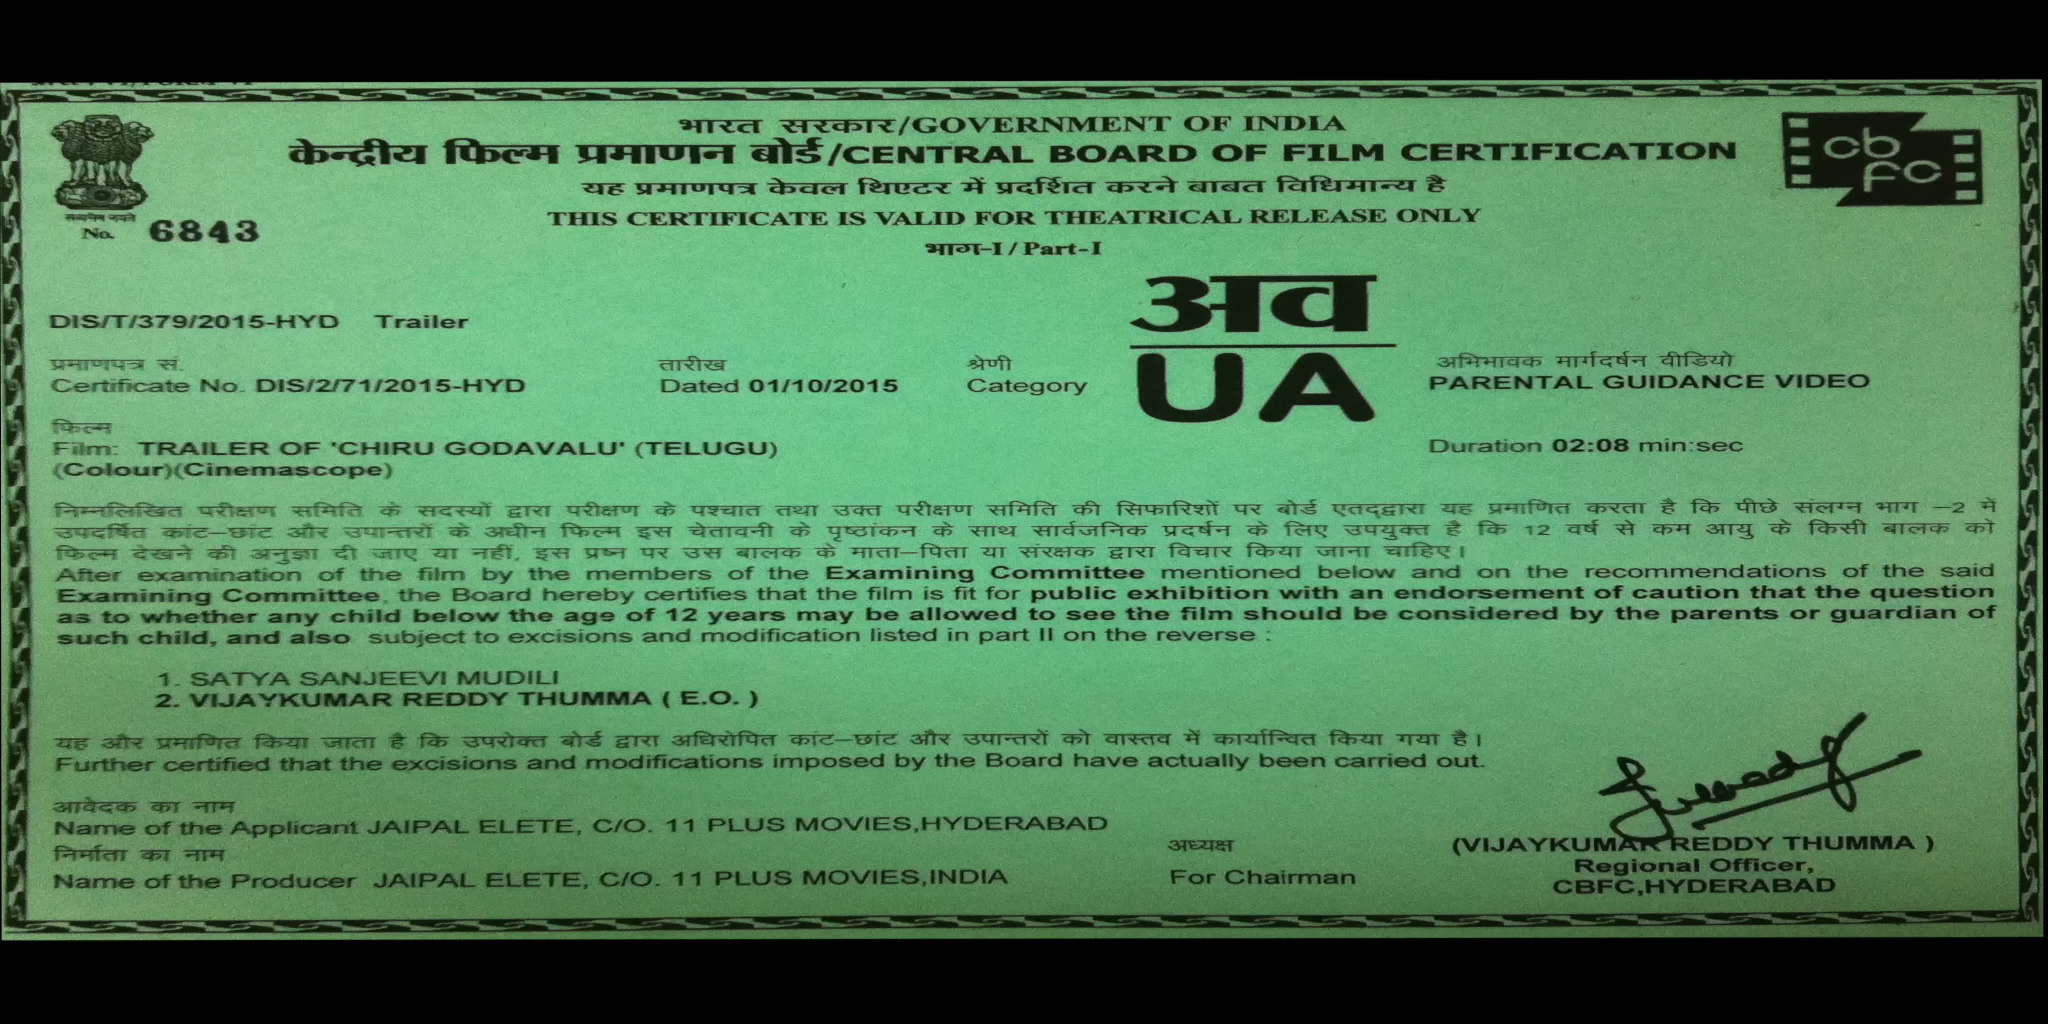 भारत सरकार/GOVERNMENT OF INDIA
केन्द्रीय फिल्म प्रमाणन बोर्ड/CENTRAL BOARD OF FILM CERTIFICATION
cbfc
यह प्रमाणपत्र केवल थिएटर में प्रदर्शित करने बाबत विधिमान्य है
सत्यमेव जयते
THIS CERTIFICATE IS VALID FOR THEATRICAL RELEASE ONLY
No. 6843
भाग-I / Part-I
DIS/T/379/2015-HYD Trailer
अव
UA
प्रमाणपत्र सं. तारीख श्रेणी अभिभावक मार्गदर्षन वीडियो
Certificate No. DIS/2/71/2015-HYD Dated 01/10/2015 Category PARENTAL GUIDANCE VIDEO
फिल्म
Film: TRAILER OF 'CHIRU GODAVALU' (TELUGU) Duration 02:08 min:sec
(Colour)(Cinemascope)
निम्नलिखित परीक्षण समिति के सदस्यों द्वारा परीक्षण के पश्चात तथा उक्त परीक्षण समिति की सिफारिशों पर बोर्ड एतद्द्वारा यह प्रमाणित करता है कि पीछे संलग्न भाग –2 में
उपदर्षित कांट–छांट और उपान्तरों के अधीन फिल्म इस चेतावनी के पृष्ठांकन के साथ सार्वजनिक प्रदर्षन के लिए उपयुक्त है कि 12 वर्ष से कम आयु के किसी बालक को
फिल्म देखने की अनुज्ञा दी जाए या नहीं, इस प्रष्न पर उस बालक के माता–पिता या संरक्षक द्वारा विचार किया जाना चाहिए।
After examination of the film by the members of the Examining Committee mentioned below and on the recommendations of the said
Examining Committee, the Board hereby certifies that the film is fit for public exhibition with an endorsement of caution that the question
as to whether any child below the age of 12 years may be allowed to see the film should be considered by the parents or guardian of
such child, and also subject to excisions and modification listed in part II on the reverse :
1. SATYA SANJEEVI MUDILI
2. VIJAYKUMAR REDDY THUMMA ( E.O. )
यह और प्रमाणित किया जाता है कि उपरोक्त बोर्ड द्वारा अधिरोपित कांट–छांट और उपान्तरों को वास्तव में कार्यान्वित किया गया है।
Further certified that the excisions and modifications imposed by the Board have actually been carried out.
आवेदक का नाम
Name of the Applicant JAIPAL ELETE, C/O. 11 PLUS MOVIES,HYDERABAD
निर्माता का नाम
Name of the Producer JAIPAL ELETE, C/O. 11 PLUS MOVIES,INDIA
अध्यक्ष
For Chairman
(VIJAYKUMAR REDDY THUMMA )
Regional Officer,
CBFC,HYDERABAD